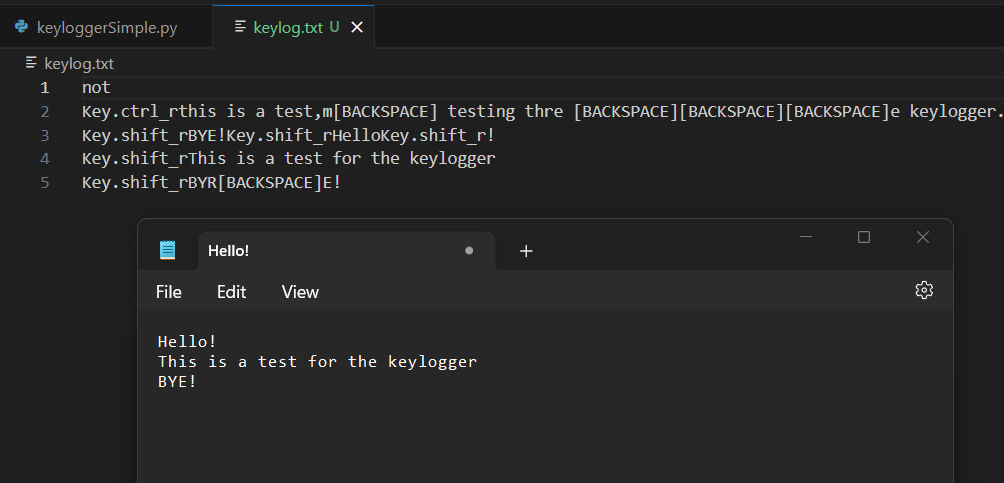 keyloggerSimple.py
keylog.txt U
keylog.txt
1 not
2 Key.ctrl_rthis is a test,m[BACKSPACE] testing thre [BACKSPACE][BACKSPACE][BACKSPACE]e keylogger.
3 Key.shift_rBYE!Key.shift_rHelloKey.shift_r!
4 Key.shift_rThis is a test for the keylogger
5 Key.shift_rBYR[BACKSPACE]E!
Hello!
File Edit View
Hello!
This is a test for the keylogger
BYE!